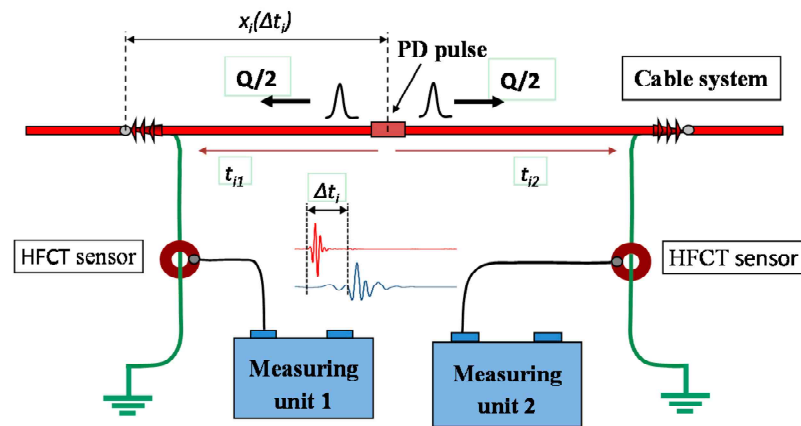 xi(Δti)
PD pulse
Q/2
Q/2
Cable system
ti1
ti2
Δti
HFCT sensor
HFCT sensor
Measuring
unit 1
Measuring
unit 2